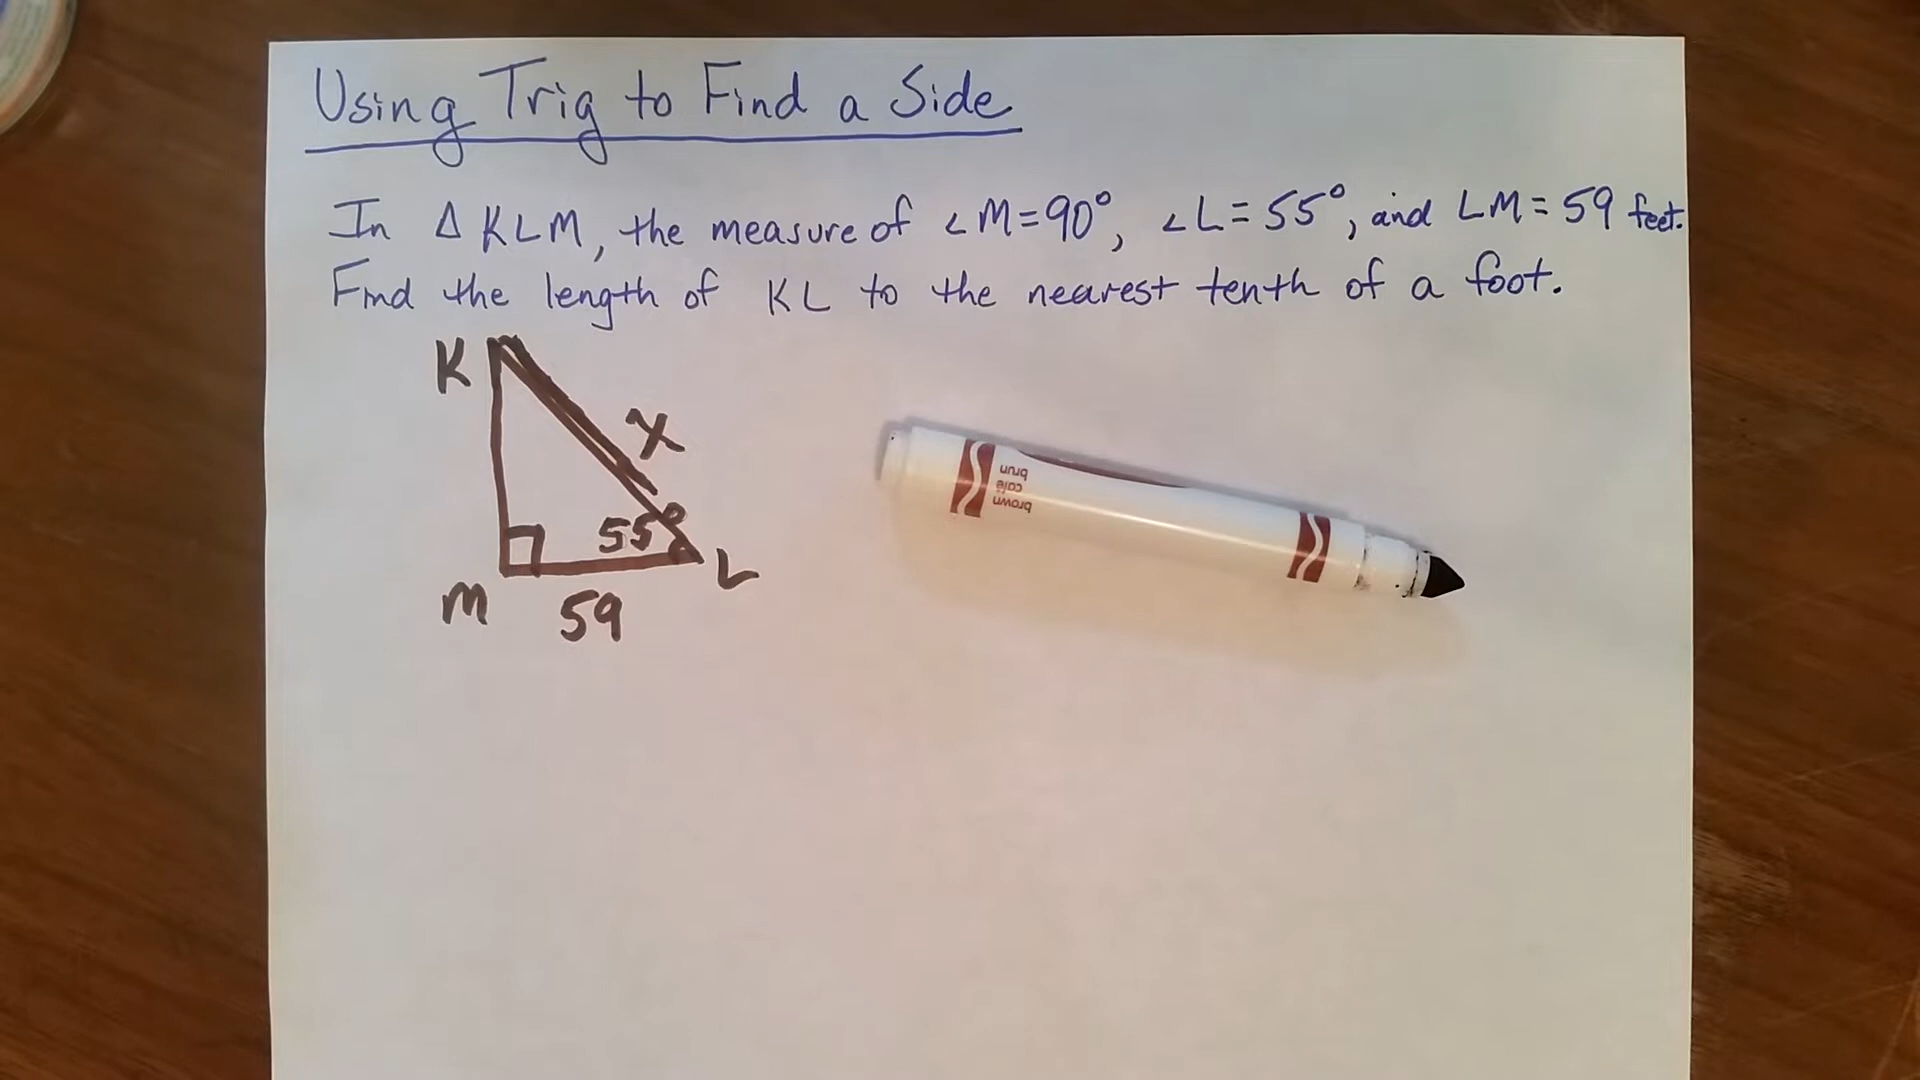 Using Trig to Find a Side
In △KLM, the measure of ∠M=90°, ∠L=55°, and LM=59 feet.
Find the length of KL to the nearest tenth of a foot.
K
x
55°
M
L
59
brun
café
brown